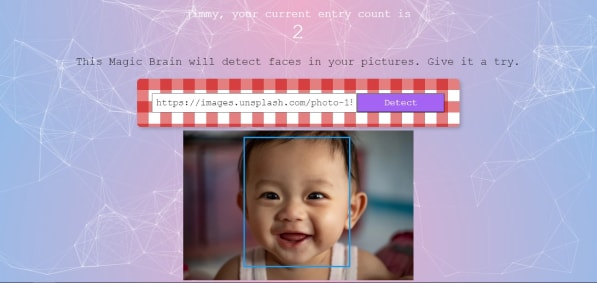 Jimmy, your current entry count is
2
This Magic Brain will detect faces in your pictures. Give it a try.
https://images.unsplash.com/photo-1!
Detect